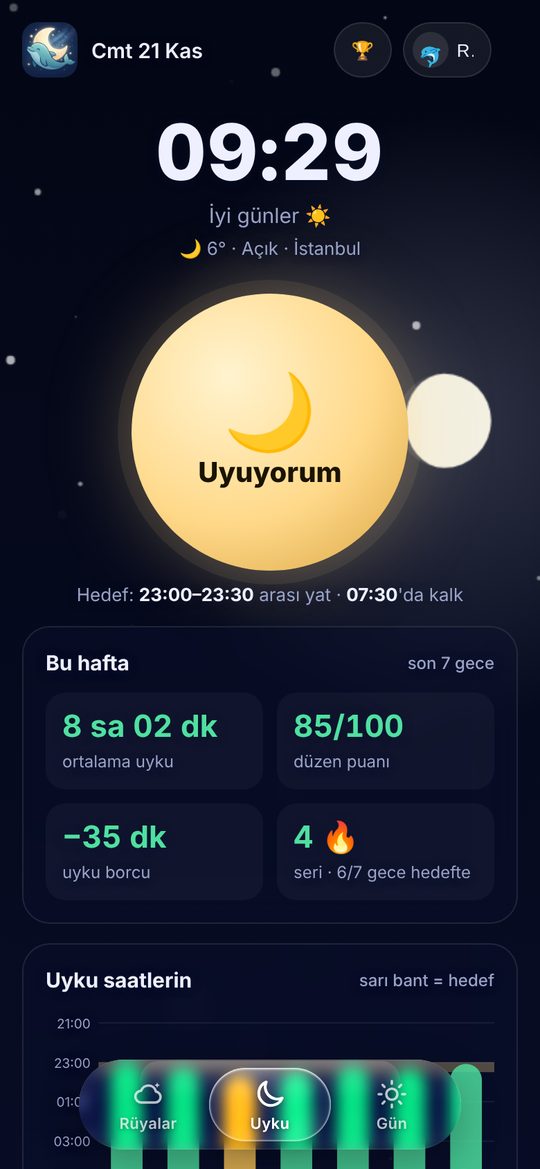 Cmt 21 Kas
R.
09:29
İyi günler ☀️
🌙 6° · Açık · İstanbul
Uyuyorum
Hedef: 23:00–23:30 arası yat · 07:30'da kalk
Bu hafta
son 7 gece
8 sa 02 dk
85/100
ortalama uyku
düzen puanı
−35 dk
4 🔥
uyku borcu
seri · 6/7 gece hedefte
Uyku saatlerin
sarı bant = hedef
21:00
23:00
Rüyalar
Uyku
Gün
03:00